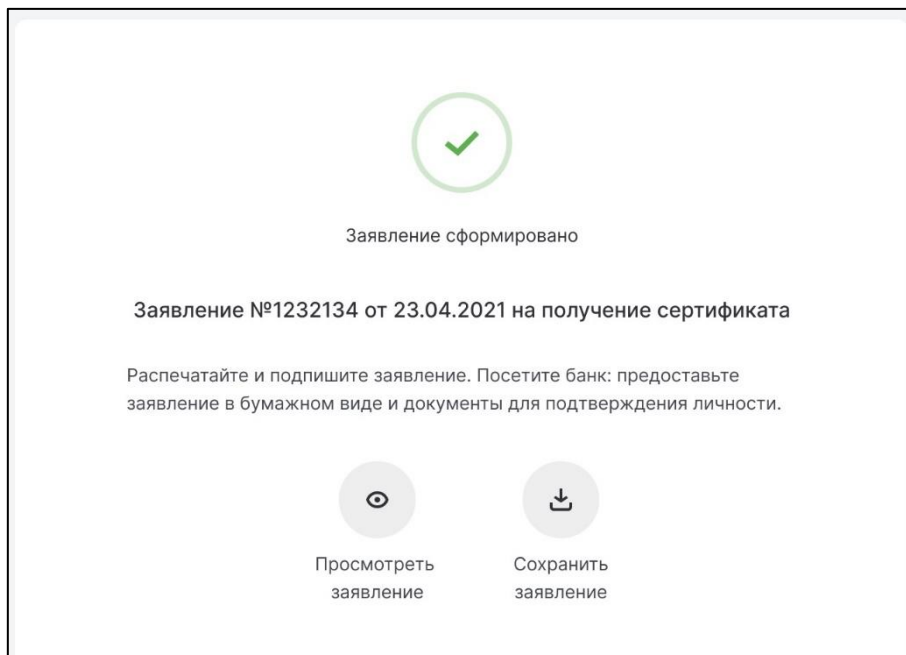 Заявление сформировано
Заявление №1232134 от 23.04.2021 на получение сертификата
Распечатайте и подпишите заявление. Посетите банк: предоставьте
заявление в бумажном виде и документы для подтверждения личности.
Просмотреть
заявление
Сохранить
заявление